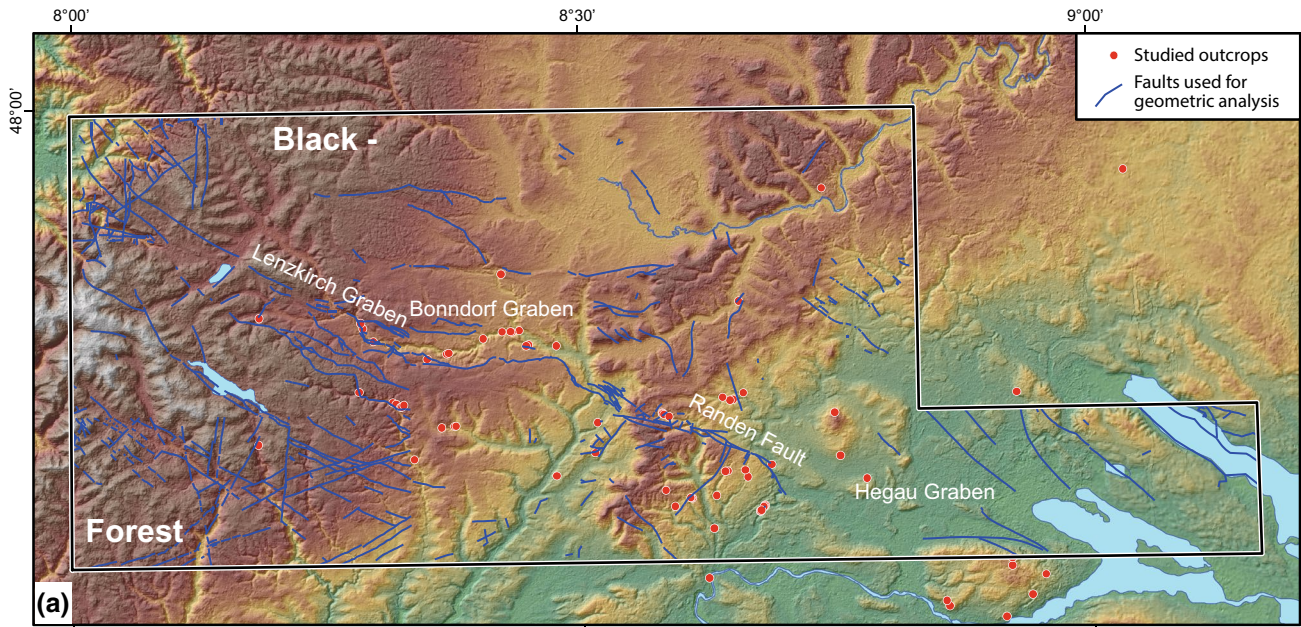 8°00'
8°30'
9°00'
48°00'
Studied outcrops
Faults used for
geometric analysis
Black -
Lenzkirch Graben
Bonndorf Graben
Randen Fault
Hegau Graben
Forest
(a)